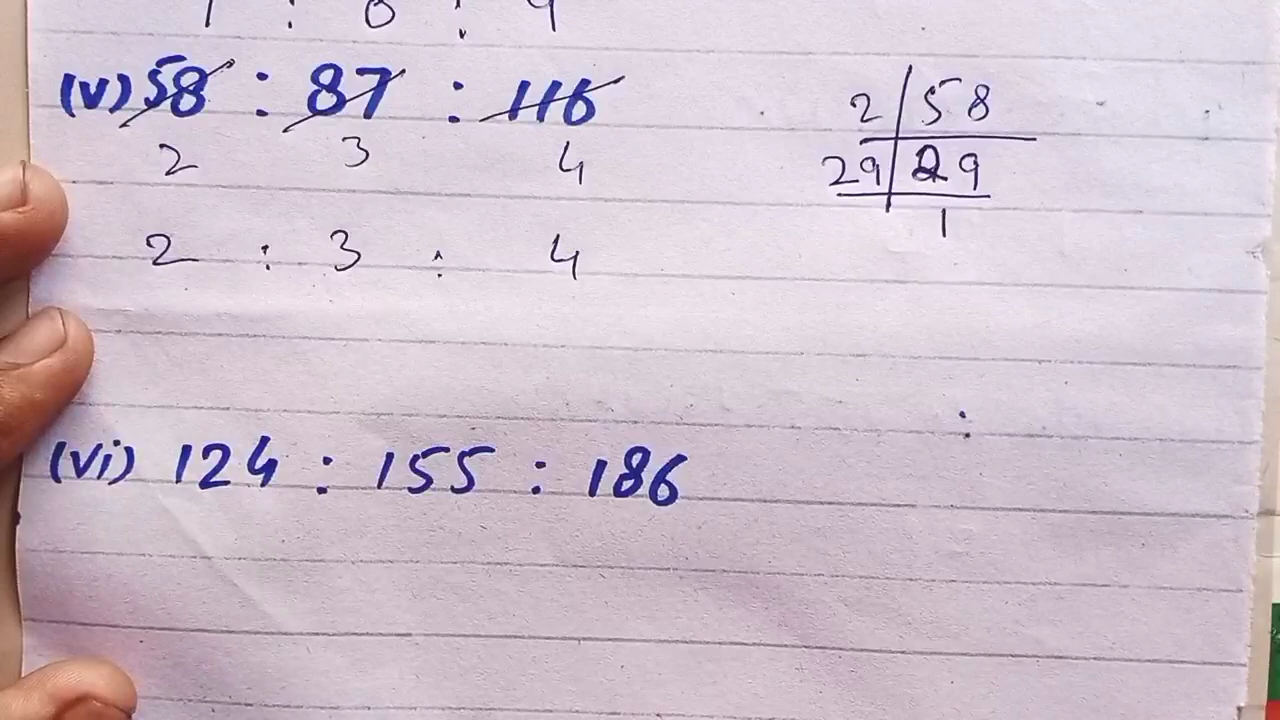 (v) 58 : 87 : 116
2 3 4
2 : 3 : 4
2 58
29 29
1
(vi) 124 : 155 : 186